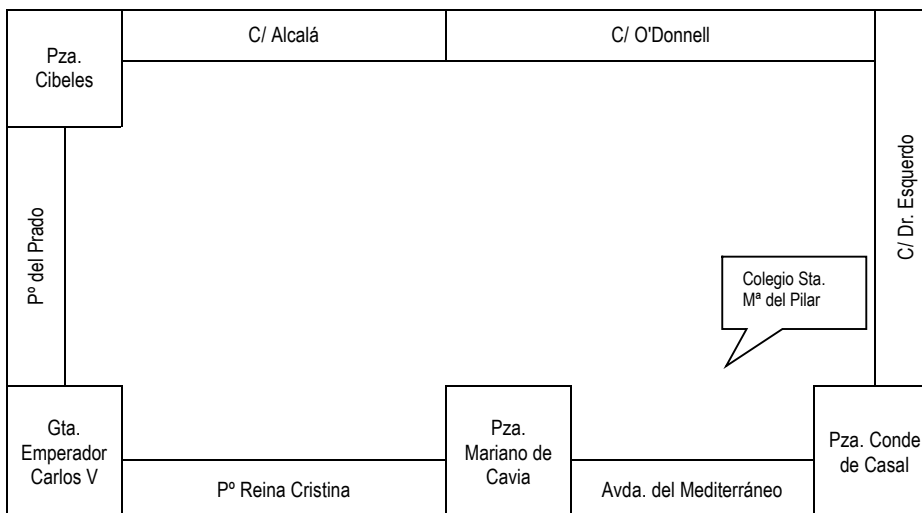 Pza.
Cibeles
C/ Alcalá
C/ O'Donnell
Pº del Prado
C/ Dr. Esquerdo
Colegio Sta.
Mª del Pilar
Gta.
Emperador
Carlos V
Pº Reina Cristina
Pza.
Mariano de
Cavia
Avda. del Mediterráneo
Pza. Conde
de Casal